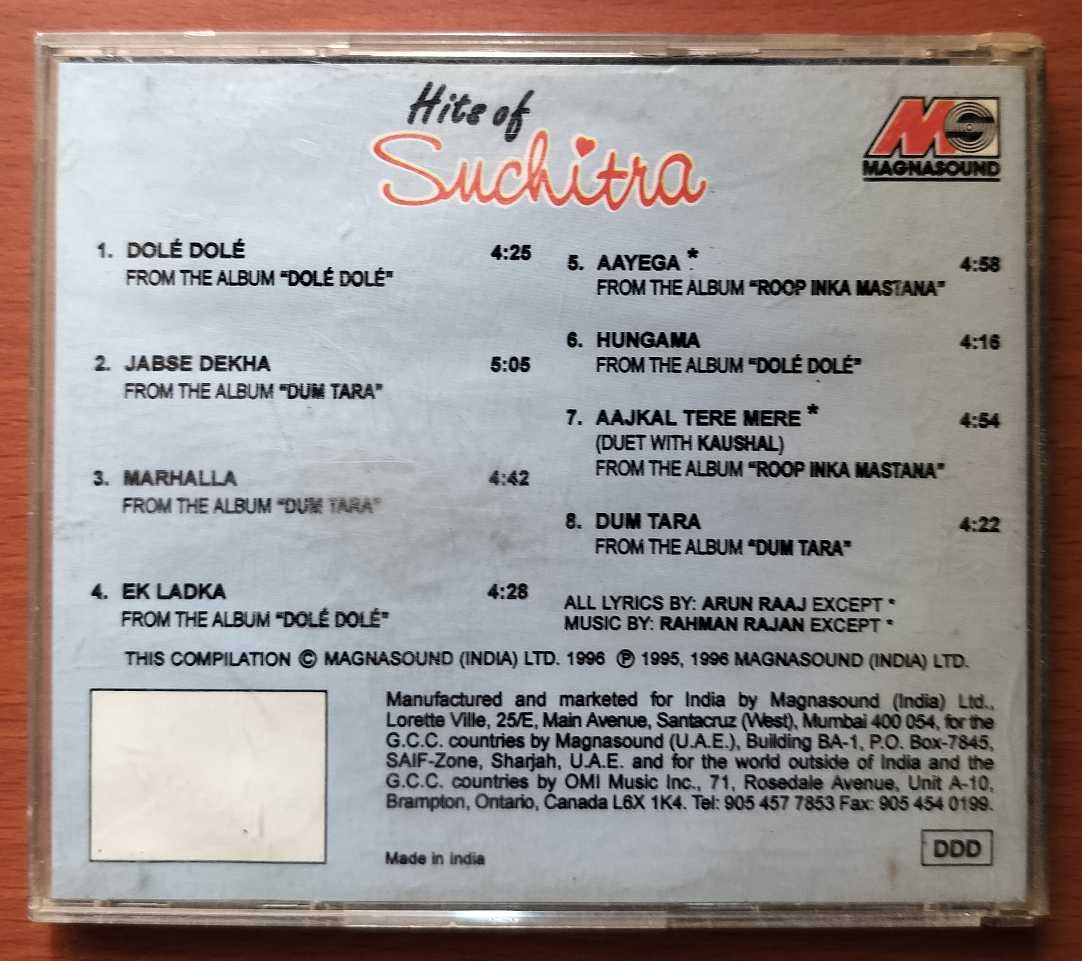 Hits of
Suchitra
MS
MAGNASOUND
1. DOLÉ DOLÉ 4:25
FROM THE ALBUM “DOLÉ DOLÉ”
2. JABSE DEKHA 5:05
FROM THE ALBUM “DUM TARA”
3. MARHALLA 4:42
FROM THE ALBUM “DUM TARA”
4. EK LADKA 4:28
FROM THE ALBUM “DOLÉ DOLÉ”
5. AAYEGA * 4:58
FROM THE ALBUM “ROOP INKA MASTANA”
6. HUNGAMA 4:16
FROM THE ALBUM “DOLÉ DOLÉ”
7. AAJKAL TERE MERE * 4:54
(DUET WITH KAUSHAL)
FROM THE ALBUM “ROOP INKA MASTANA”
8. DUM TARA 4:22
FROM THE ALBUM “DUM TARA”
ALL LYRICS BY: ARUN RAAJ EXCEPT *
MUSIC BY: RAHMAN RAJAN EXCEPT *
THIS COMPILATION © MAGNASOUND (INDIA) LTD. 1996 ℗ 1995, 1996 MAGNASOUND (INDIA) LTD.
Manufactured and marketed for India by Magnasound (India) Ltd.,
Lorette Ville, 25/E, Main Avenue, Santacruz (West), Mumbai 400 054, for the
G.C.C. countries by Magnasound (U.A.E.), Building BA-1, P.O. Box-7845,
SAIF-Zone, Sharjah, U.A.E. and for the world outside of India and the
G.C.C. countries by OMI Music Inc., 71, Rosedale Avenue, Unit A-10,
Brampton, Ontario, Canada L6X 1K4. Tel: 905 457 7853 Fax: 905 454 0199.
Made in India
DDD